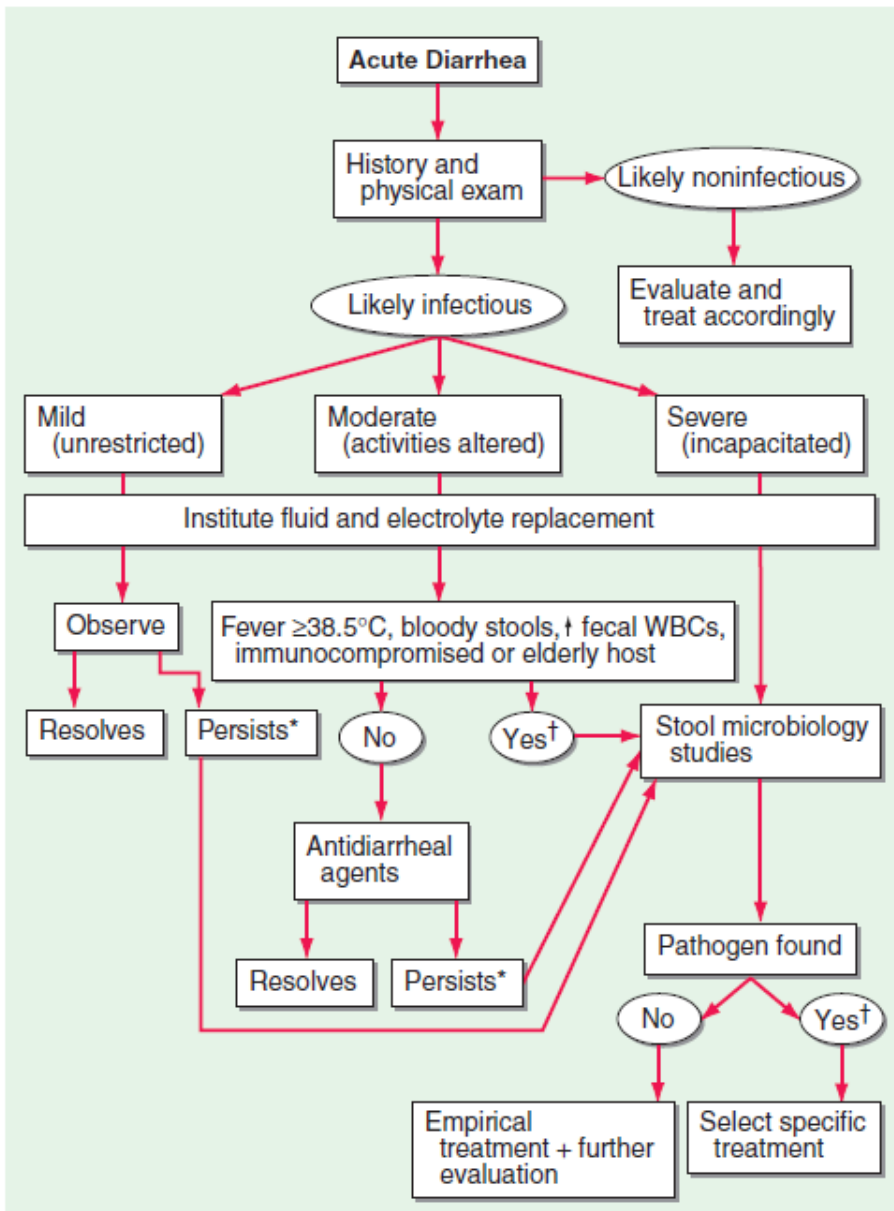 Acute Diarrhea
History and
physical exam
Likely noninfectious
Likely infectious
Evaluate and
treat accordingly
Mild
(unrestricted)
Moderate
(activities altered)
Severe
(incapacitated)
Institute fluid and electrolyte replacement
Observe
Fever ≥38.5°C, bloody stools, ↑ fecal WBCs,
immunocompromised or elderly host
Resolves
Persists*
No
Yes†
Stool microbiology
studies
Antidiarrheal
agents
Resolves
Persists*
Pathogen found
No
Yes†
Empirical
treatment + further
evaluation
Select specific
treatment